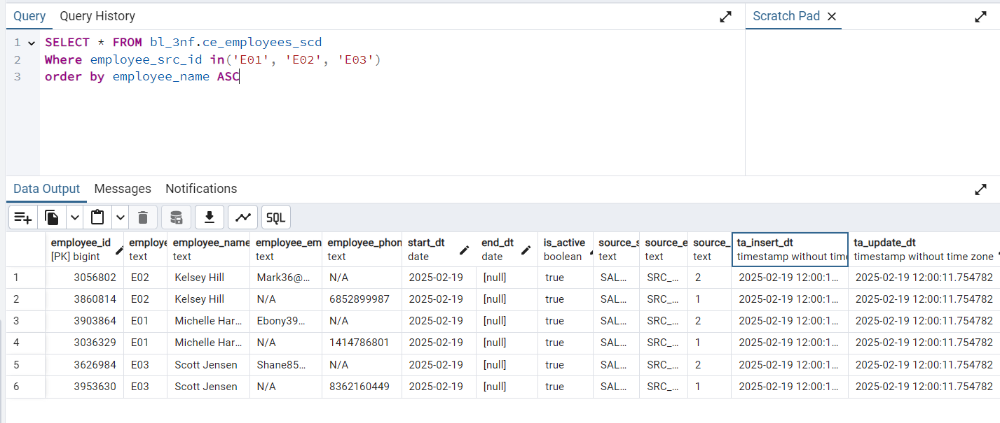 Query Query History Scratch Pad
1 SELECT * FROM bl_3nf.ce_employees_scd
2 Where employee_src_id in('E01', 'E02', 'E03')
3 order by employee_name ASC
Data Output Messages Notifications
SQL
employee_id employe employee_name employee_em employee_phon start_dt end_dt is_active source_s source_e source_ ta_insert_dt ta_update_dt
[PK] bigint text text text text date date boolean text text text timestamp without time timestamp without time zone
1 3056802 E02 Kelsey Hill Mark36@... N/A 2025-02-19 [null] true SAL... SRC_... 2 2025-02-19 12:00:1... 2025-02-19 12:00:11.754782
2 3860814 E02 Kelsey Hill N/A 6852899987 2025-02-19 [null] true SAL... SRC_... 1 2025-02-19 12:00:1... 2025-02-19 12:00:11.754782
3 3903864 E01 Michelle Har... Ebony39... N/A 2025-02-19 [null] true SAL... SRC_... 2 2025-02-19 12:00:1... 2025-02-19 12:00:11.754782
4 3036329 E01 Michelle Har... N/A 1414786801 2025-02-19 [null] true SAL... SRC_... 1 2025-02-19 12:00:1... 2025-02-19 12:00:11.754782
5 3626984 E03 Scott Jensen Shane85... N/A 2025-02-19 [null] true SAL... SRC_... 2 2025-02-19 12:00:1... 2025-02-19 12:00:11.754782
6 3953630 E03 Scott Jensen N/A 8362160449 2025-02-19 [null] true SAL... SRC_... 1 2025-02-19 12:00:1... 2025-02-19 12:00:11.754782